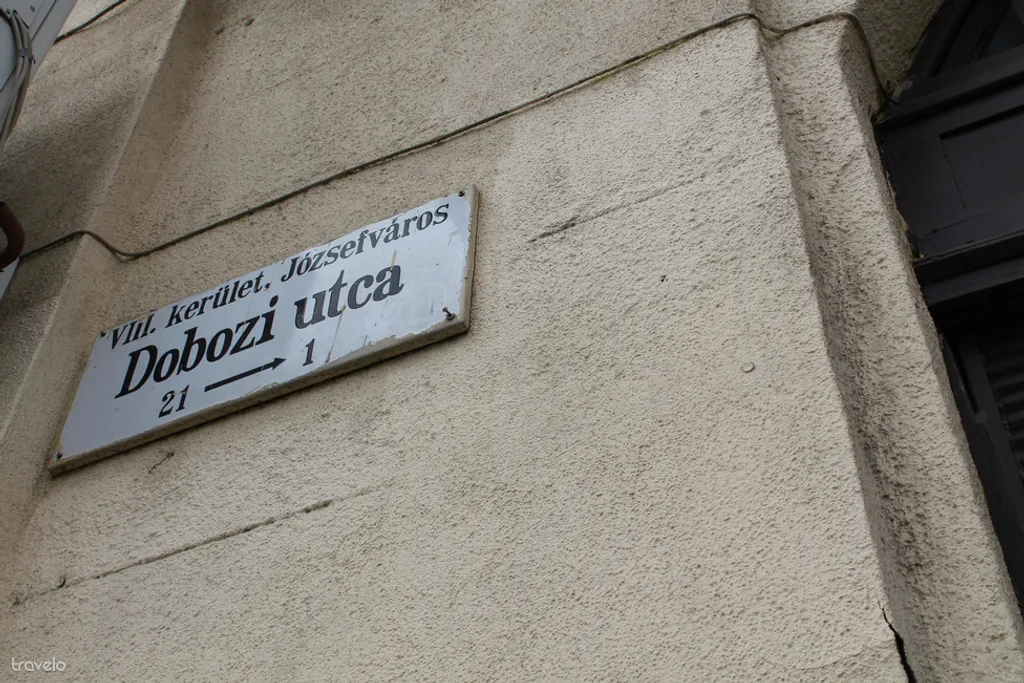 VIII. kerület, Józsefváros
Dobozi utca
21 → 1
travelo